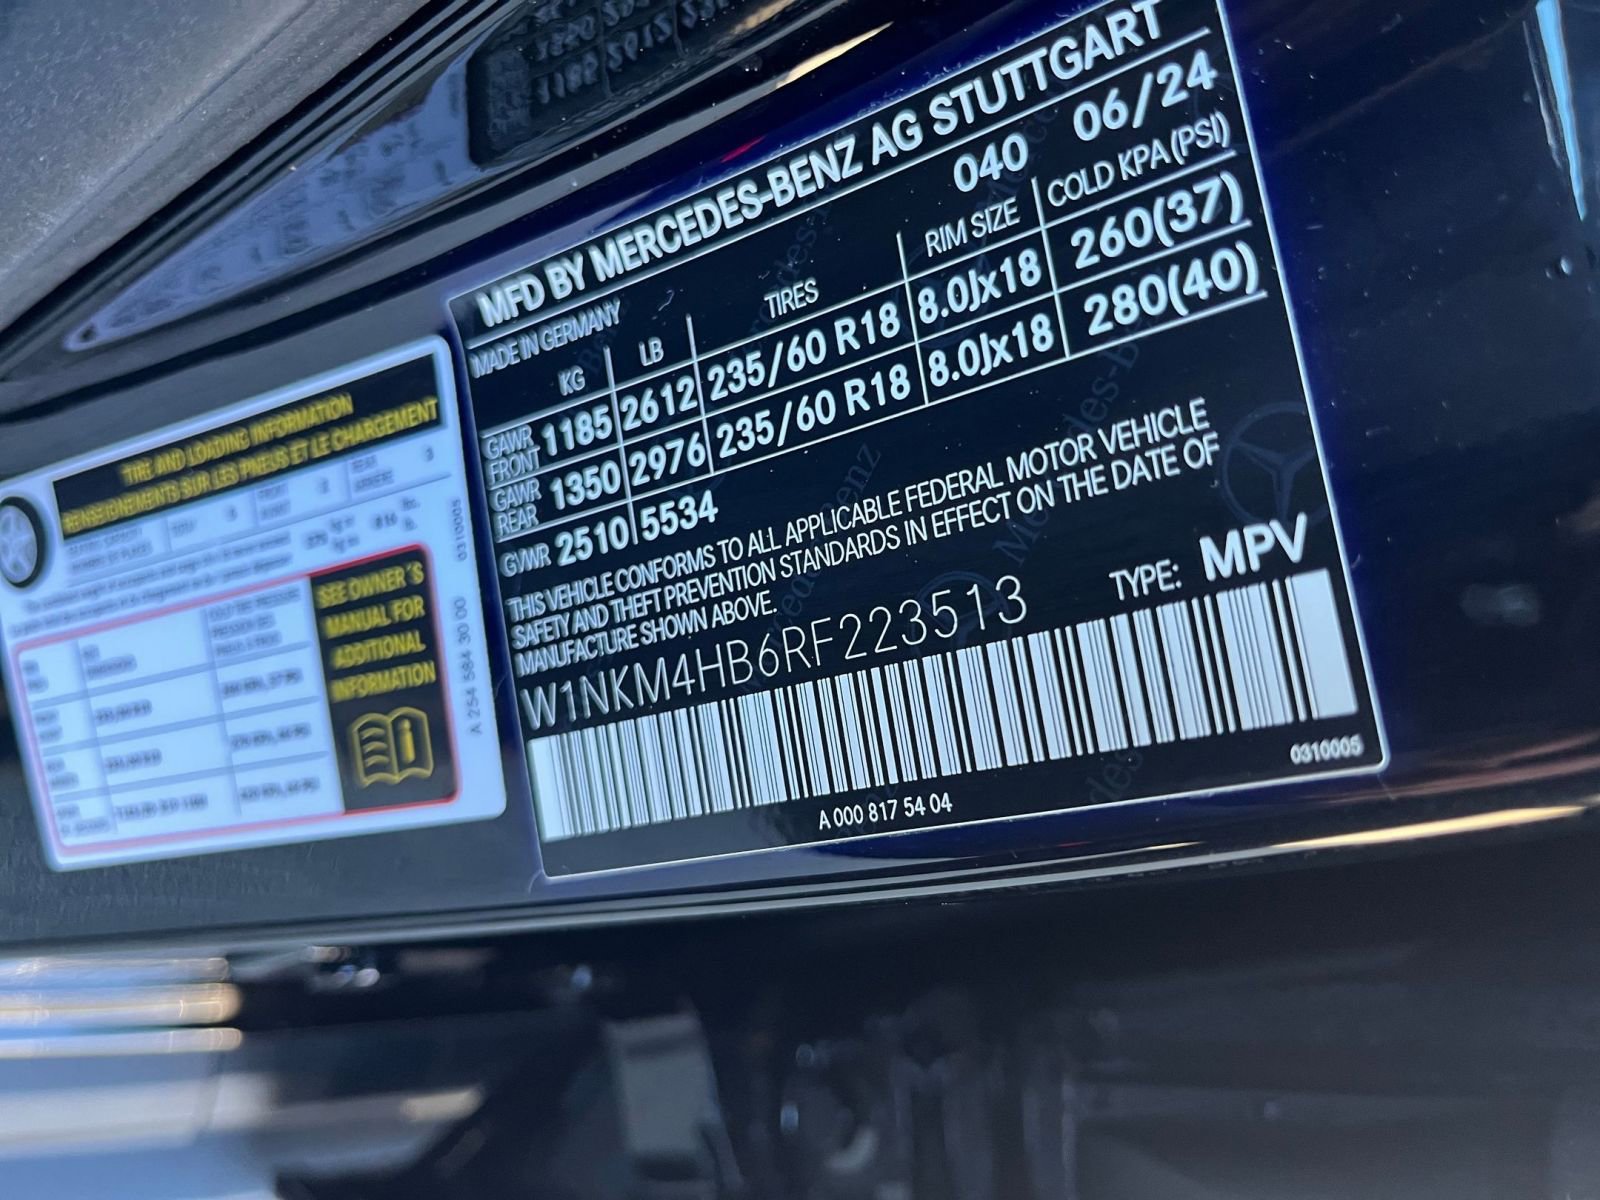 MFD BY MERCEDES-BENZ AG STUTTGART
MADE IN GERMANY 040 06/24
KG LB TIRES RIM SIZE COLD KPA (PSI)
GAWR FRONT 1185 2612 235/60 R18 8.0Jx18 260(37)
GAWR REAR 1350 2976 235/60 R18 8.0Jx18 280(40)
GVWR 2510 5534
THIS VEHICLE CONFORMS TO ALL APPLICABLE FEDERAL MOTOR VEHICLE
SAFETY AND THEFT PREVENTION STANDARDS IN EFFECT ON THE DATE OF
MANUFACTURE SHOWN ABOVE.
W1NKM4HB6RF223513 TYPE: MPV
0310005
A 000 817 54 04
TIRE AND LOADING INFORMATION
RENSEIGNEMENTS SUR LES PNEUS ET LE CHARGEMENT
SEE OWNER'S
MANUAL FOR
ADDITIONAL
INFORMATION
A 254 584 30 00 0310005